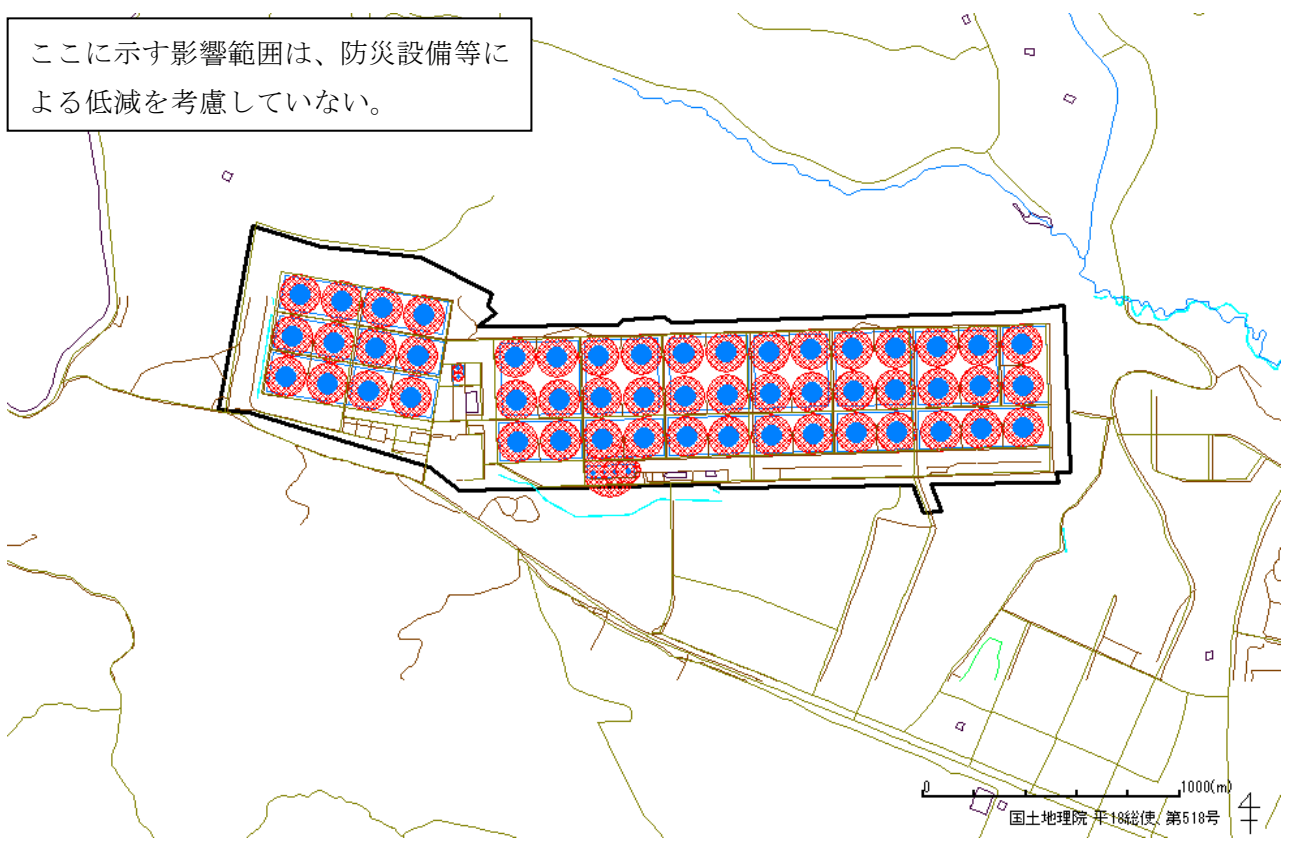 ここに示す影響範囲は、防災設備等に
よる低減を考慮していない。
0 1000(m)
国土地理院 平18総使、第518号